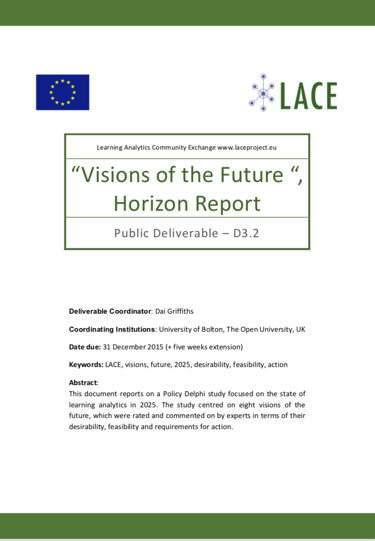 LACE
Learning Analytics Community Exchange www.laceproject.eu
“Visions of the Future “,
Horizon Report
Public Deliverable – D3.2
Deliverable Coordinator: Dai Griffiths
Coordinating Institutions: University of Bolton, The Open University, UK
Date due: 31 December 2015 (+ five weeks extension)
Keywords: LACE, visions, future, 2025, desirability, feasibility, action
Abstract:
This document reports on a Policy Delphi study focused on the state of
learning analytics in 2025. The study centred on eight visions of the
future, which were rated and commented on by experts in terms of their
desirability, feasibility and requirements for action.